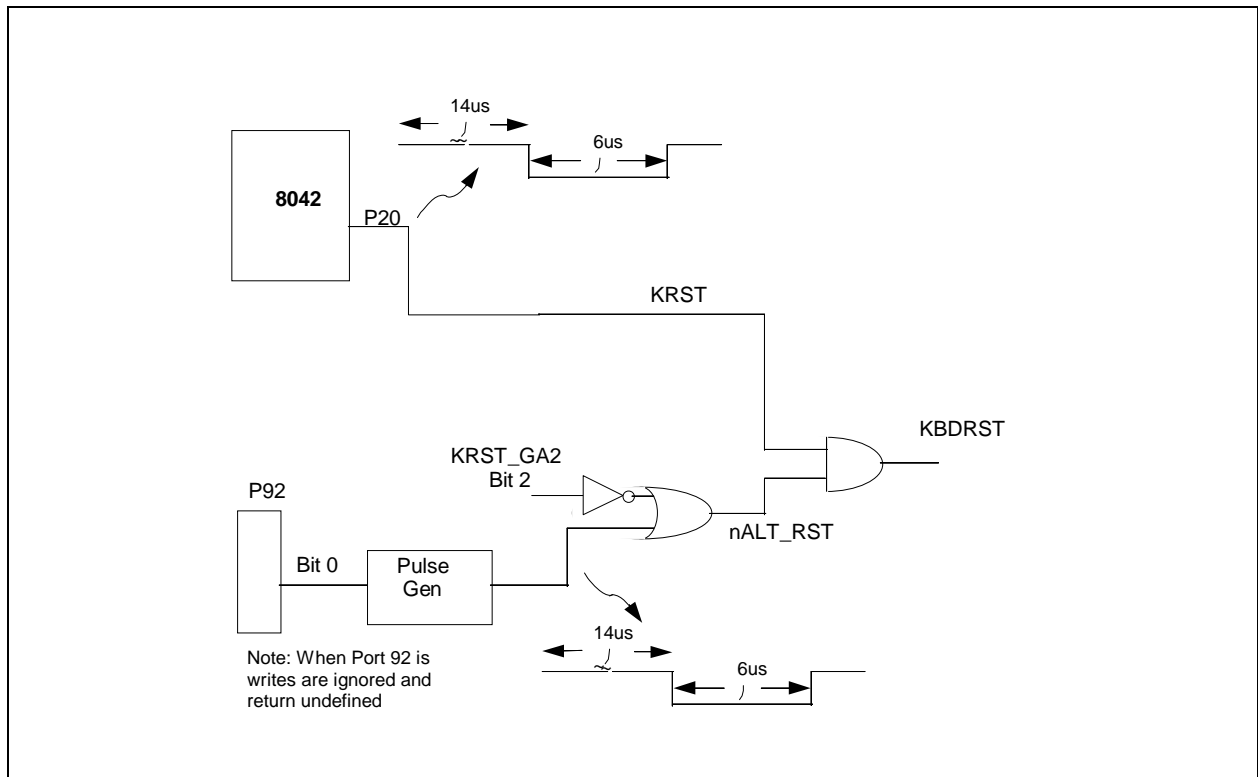 14us
6us
8042
P20
KRST
KBDRST
KRST_GA2
Bit 2
P92
nALT_RST
Bit 0
Pulse
Gen
14us
6us
Note: When Port 92 is
writes are ignored and
return undefined